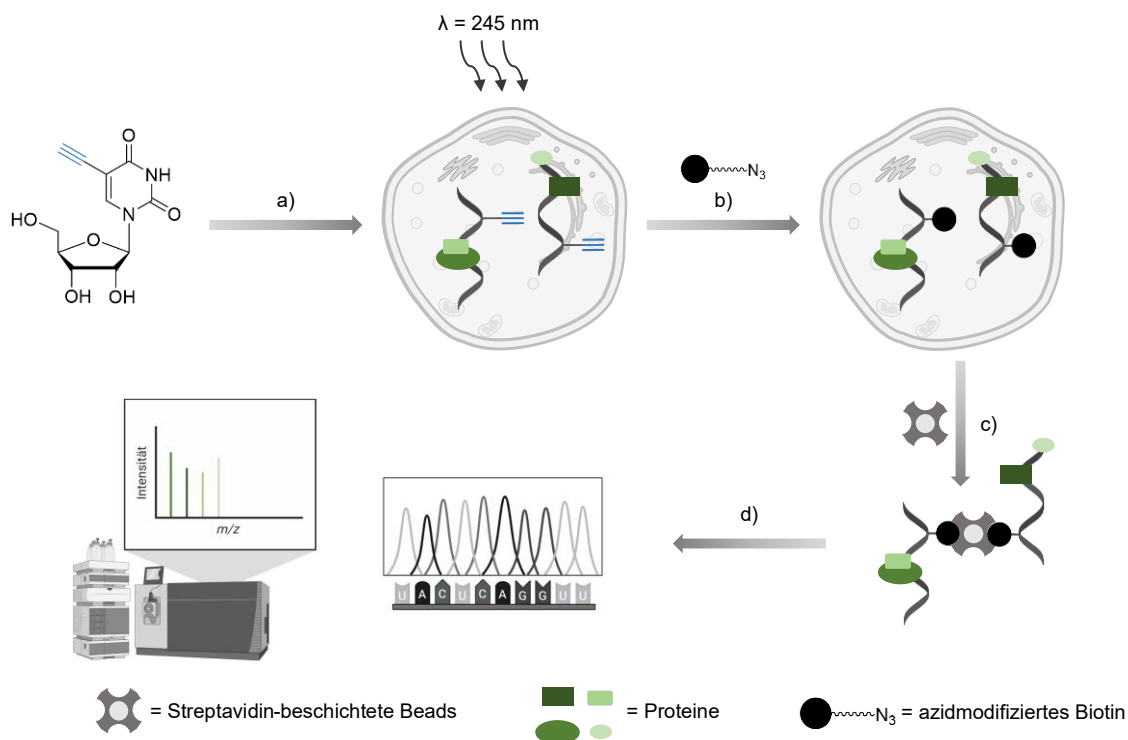 λ = 245 nm
O
NH
N
O
HO
O
OH
OH
a)
N3
b)
c)
d)
Intensität
m/z
U A C U C A G G U U
= Streptavidin-beschichtete Beads
= Proteine
N3 = azidmodifiziertes Biotin